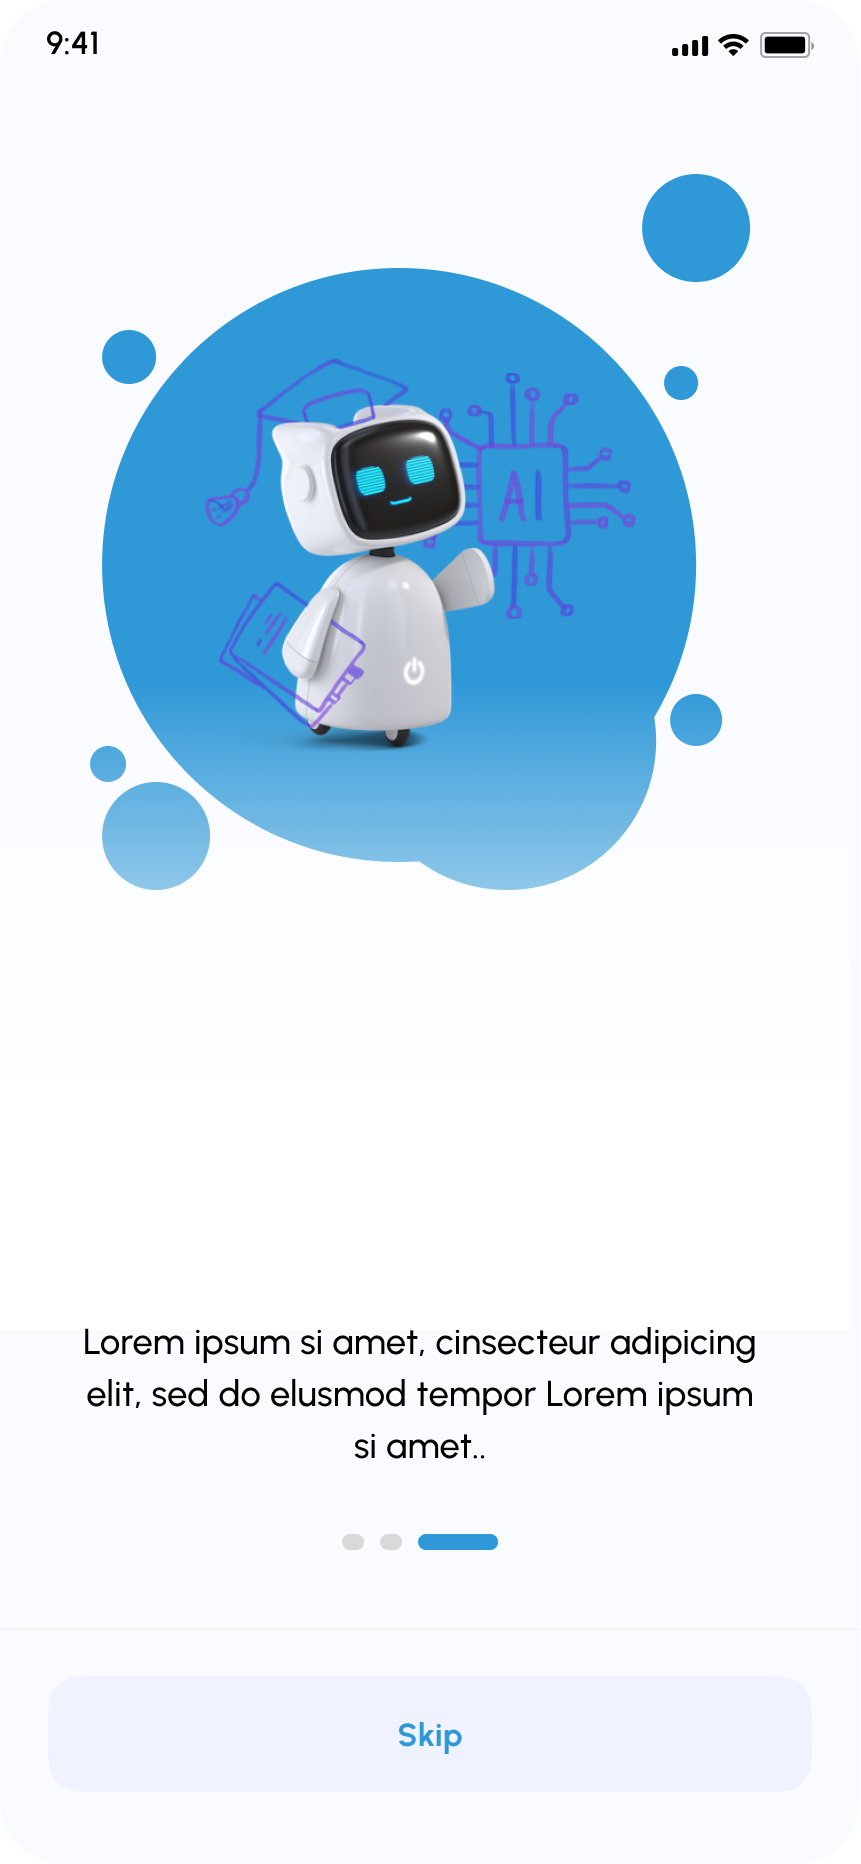 9:41
AI
Lorem ipsum si amet, cinsecteur adipicing
elit, sed do elusmod tempor Lorem ipsum
si amet..
Skip